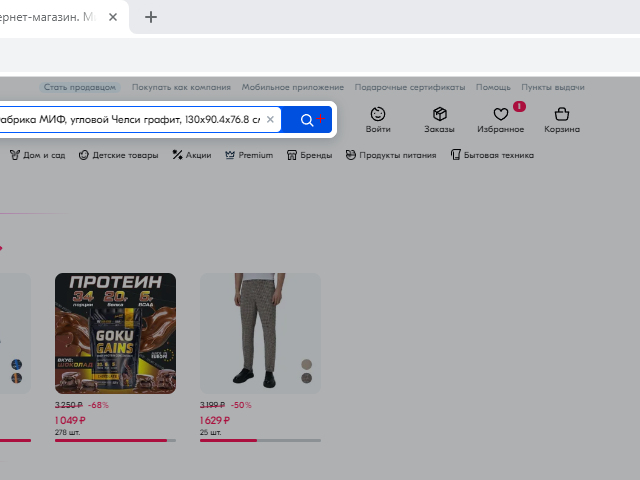 рнет-магазин.
Стать продавцом Покупать как компания Мобильное приложение Подарочные сертификаты Помощь Пункты выдачи
абрика МИФ, угловой Челси графит, 130x90.4x76.8
1
Войти Заказы Избранное Корзина
Дом и сад Детские товары Акции Premium Бренды Продукты питания Бытовая техника
ПРОТЕИН
34 20г 6г
порции белка BCAA
GOKU
GAINS
ВКУС:
ШОКОЛАД
3 250 ₽ -68%
1 049 ₽
278 шт.
3 199 ₽ -50%
1 629 ₽
25 шт.